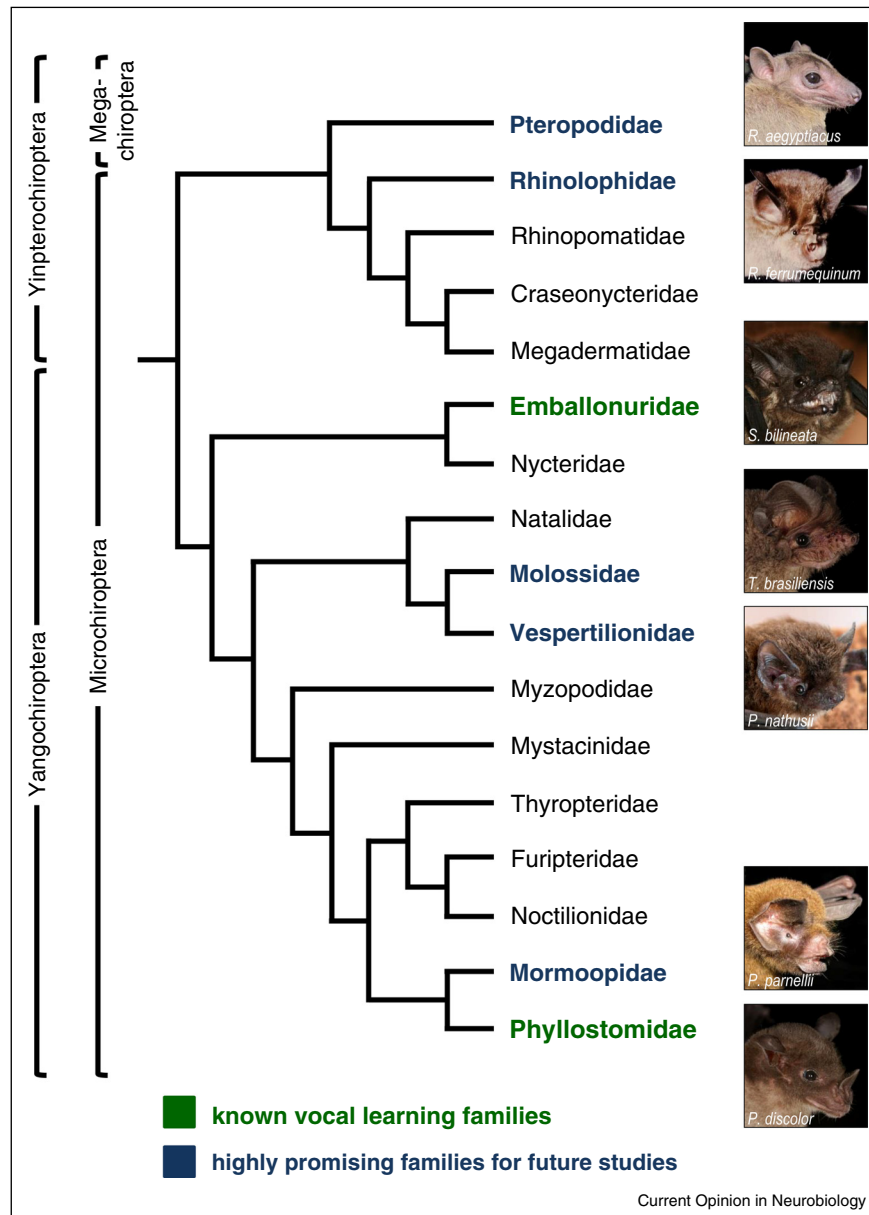 Yinpterochiroptera
Yangochiroptera
Mega-
chiroptera
Microchiroptera
Pteropodidae
Rhinolophidae
Rhinopomatidae
Craseonycteridae
Megadermatidae
Emballonuridae
Nycteridae
Natalidae
Molossidae
Vespertilionidae
Myzopodidae
Mystacinidae
Thyropteridae
Furipteridae
Noctilionidae
Mormoopidae
Phyllostomidae
R. aegyptiacus
R. ferrumequinum
S. bilineata
T. brasiliensis
P. nathusii
P. parnellii
P. discolor
known vocal learning families
highly promising families for future studies
Current Opinion in Neurobiology